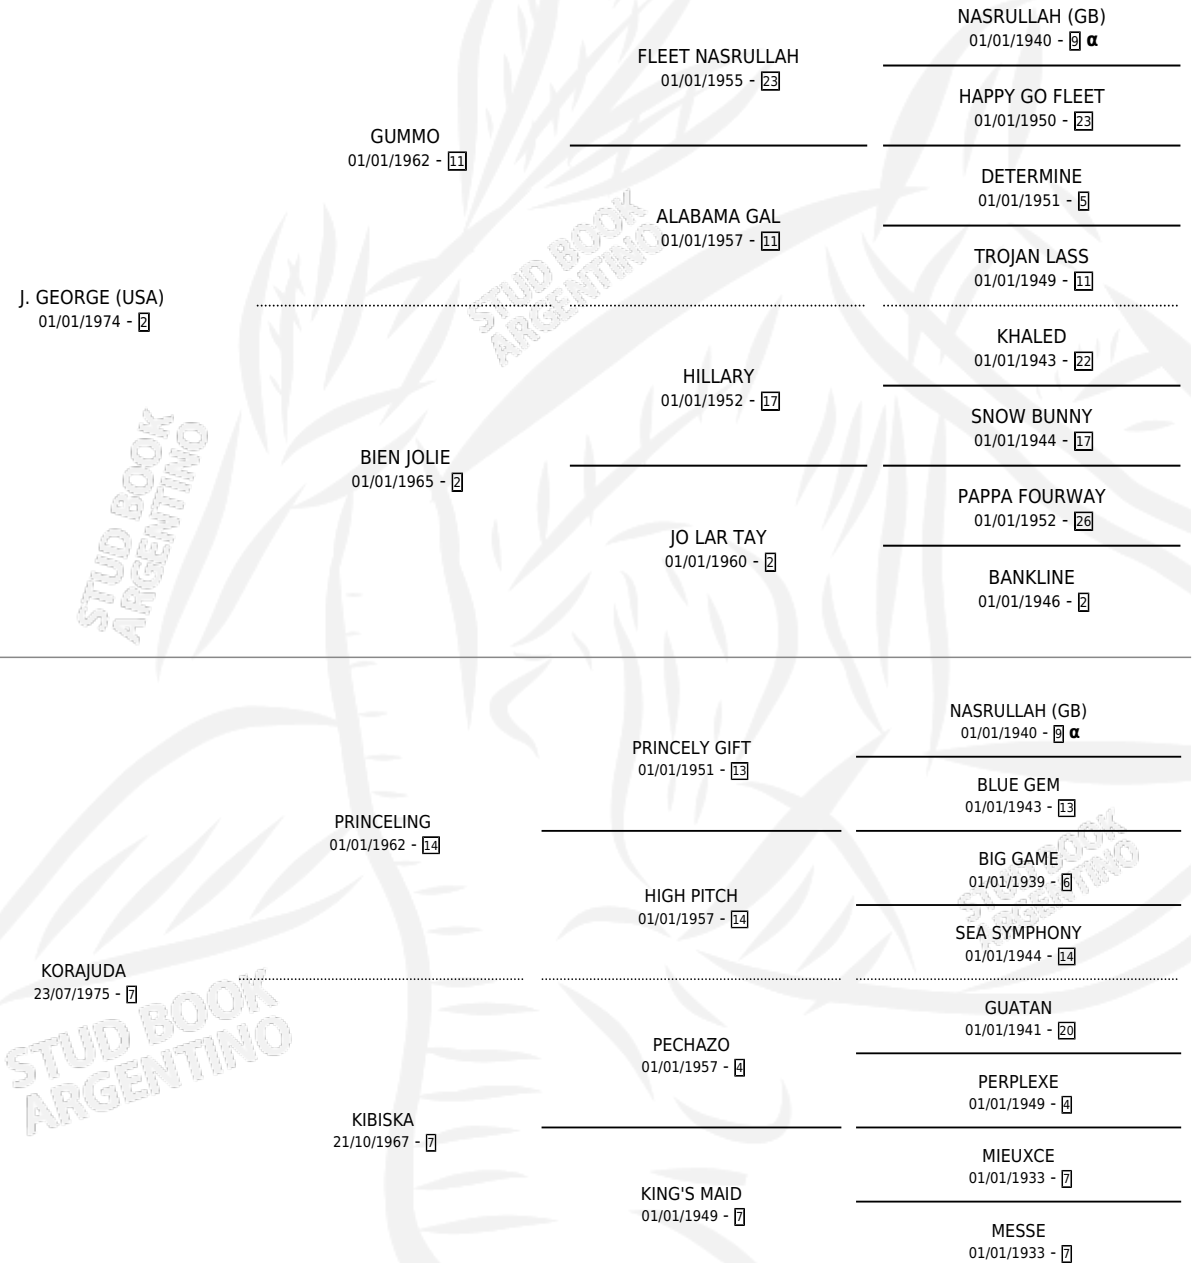 NASRULLAH (GB)
01/01/1940 - 9 α
FLEET NASRULLAH
01/01/1955 - 23
HAPPY GO FLEET
01/01/1950 - 23
GUMMO
01/01/1962 - 11
DETERMINE
01/01/1951 - 5
ALABAMA GAL
01/01/1957 - 11
TROJAN LASS
01/01/1949 - 11
J. GEORGE (USA)
01/01/1974 - 2
KHALED
01/01/1943 - 22
HILLARY
01/01/1952 - 17
SNOW BUNNY
01/01/1944 - 17
BIEN JOLIE
01/01/1965 - 2
PAPPA FOURWAY
01/01/1952 - 26
JO LAR TAY
01/01/1960 - 2
BANKLINE
01/01/1946 - 2
NASRULLAH (GB)
01/01/1940 - 9 α
PRINCELY GIFT
01/01/1951 - 13
BLUE GEM
01/01/1943 - 13
PRINCELING
01/01/1962 - 14
BIG GAME
01/01/1939 - 6
HIGH PITCH
01/01/1957 - 14
SEA SYMPHONY
01/01/1944 - 14
KORAJUDA
23/07/1975 - 7
GUATAN
01/01/1941 - 20
PECHAZO
01/01/1957 - 4
PERPLEXE
01/01/1949 - 4
KIBISKA
21/10/1967 - 7
MIEUXCE
01/01/1933 - 7
KING'S MAID
01/01/1949 - 7
MESSE
01/01/1933 - 7
STUD BOOK
ARGENTINO
STUD BOOK
ARGENTINO
STUD BOOK
ARGENTINO
STUD BOOK
ARGENTINO